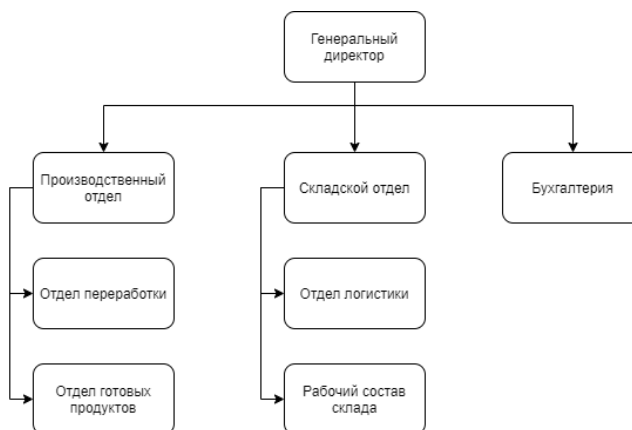 Генеральный
директор
Производственный
отдел
Складской отдел
Бухгалтерия
Отдел переработки
Отдел логистики
Отдел готовых
продуктов
Рабочий состав
склада